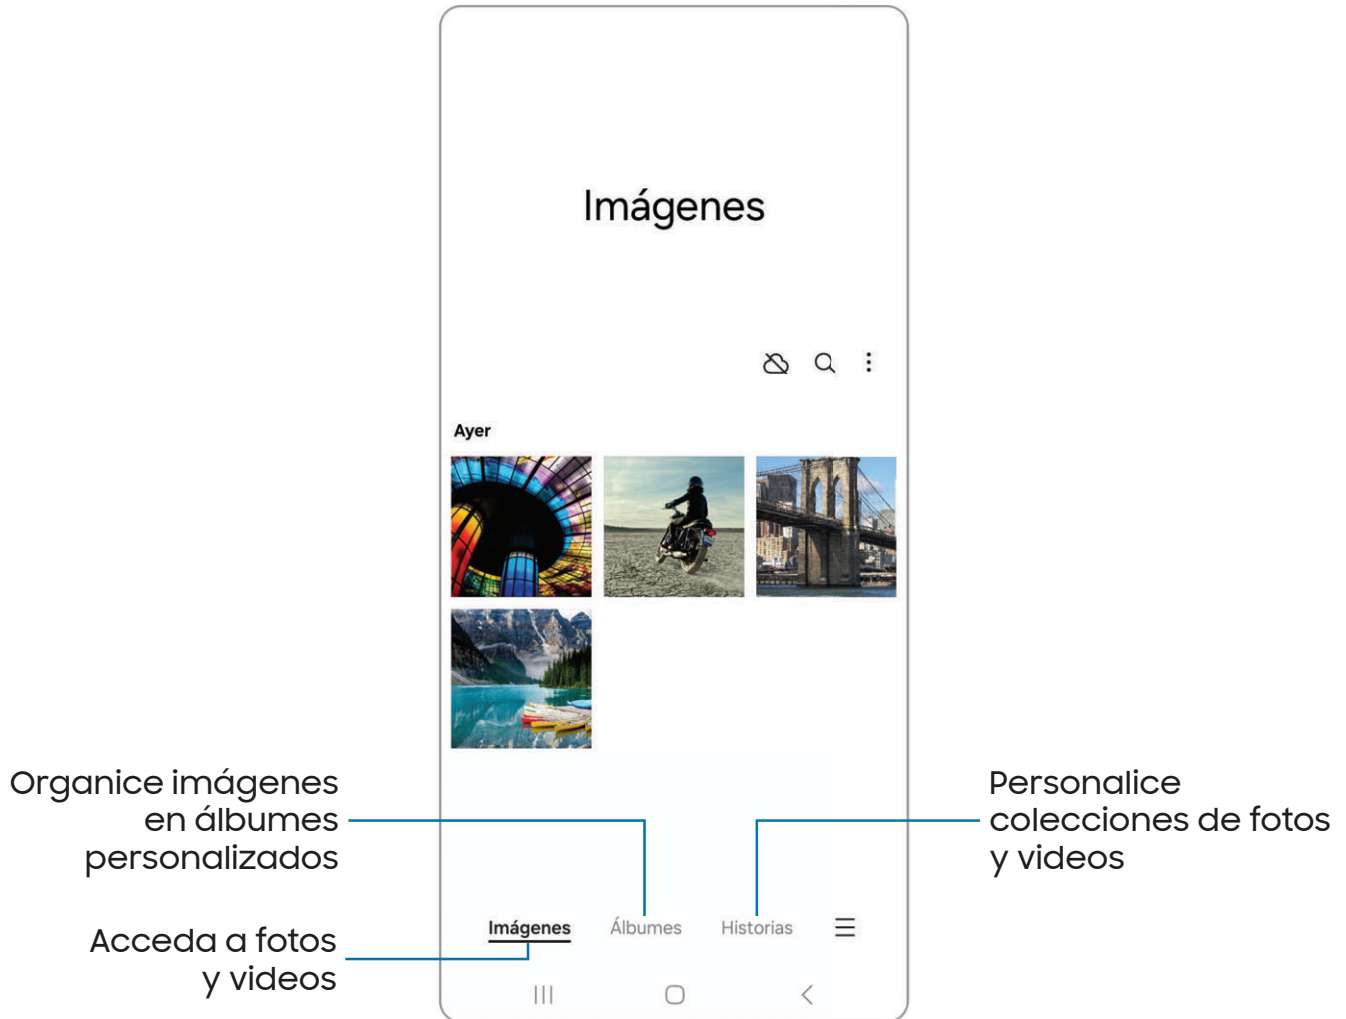 Imágenes
Ayer
Organice imágenes
en álbumes
personalizados
Personalice
colecciones de fotos
y videos
Imágenes Álbumes Historias
Acceda a fotos
y videos